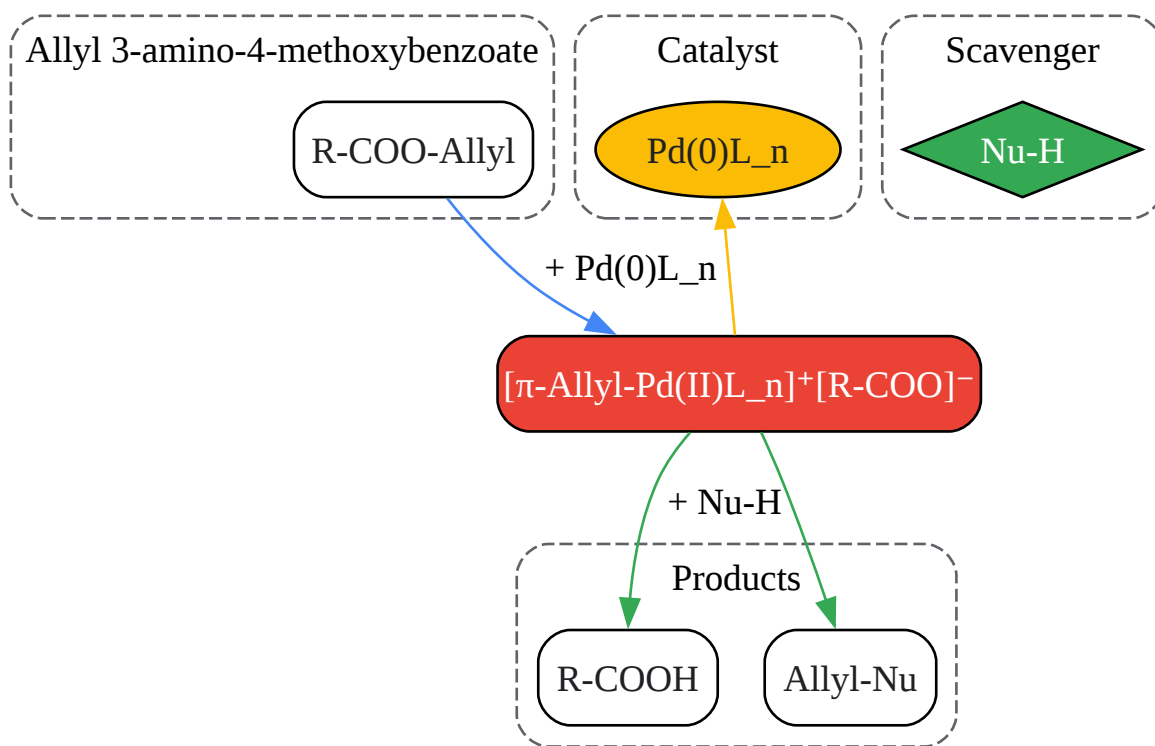 Allyl 3-amino-4-methoxybenzoate
Catalyst
Scavenger
R-COO-Allyl
Pd(0)L_n
Nu-H
+ Pd(0)L_n
[π-Allyl-Pd(II)L_n]⁺[R-COO]⁻
+ Nu-H
Products
R-COOH
Allyl-Nu